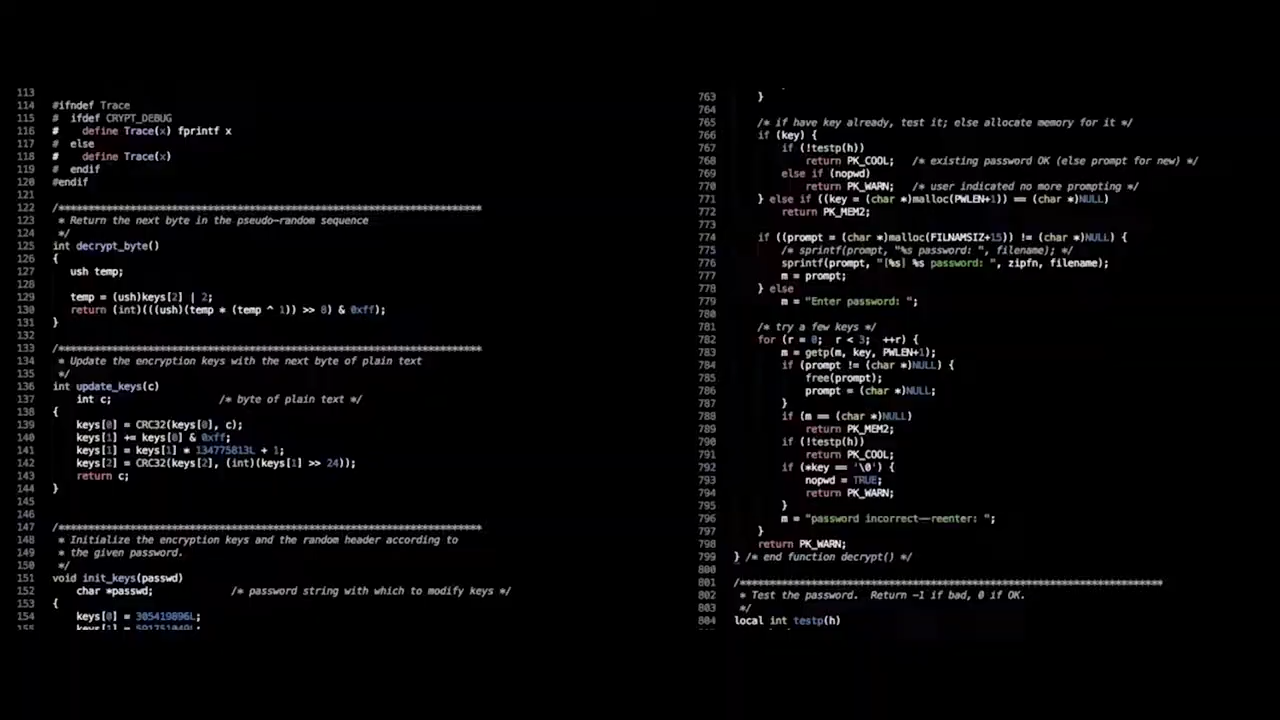 113
114 #ifndef Trace
115 #  ifdef CRYPT_DEBUG
116 #    define Trace(x) fprintf x
117 #  else
118 #    define Trace(x)
119 #  endif
120 #endif
121
122 /***********************************************************************
123  * Return the next byte in the pseudo-random sequence
124  */
125 int decrypt_byte()
126 {
127    ush temp;
128
129    temp = (ush)keys[2] | 2;
130    return (int)(((ush)(temp * (temp ^ 1)) >> 8) & 0xff);
131 }
132
133 /***********************************************************************
134  * Update the encryption keys with the next byte of plain text
135  */
136 int update_keys(c)
137     int c;                  /* byte of plain text */
138 {
139     keys[0] = CRC32(keys[0], c);
140     keys[1] += keys[0] & 0xff;
141     keys[1] = keys[1] * 134775813L + 1;
142     keys[2] = CRC32(keys[2], (int)(keys[1] >> 24));
143     return c;
144 }
145
146
147 /***********************************************************************
148  * Initialize the encryption keys and the random header according to
149  * the given password.
150  */
151 void init_keys(passwd)
152     char *passwd;             /* password string with which to modify keys */
153 {
154     keys[0] = 305419896L;
155     keys[1] = 591751049L;
763     }
764
765     /* if have key already, test it; else allocate memory for it */
766     if (key) {
767         if (!testp(h))
768             return PK_COOL;   /* existing password OK (else prompt for new) */
769         else if (nopwd)
770             return PK_WARN;   /* user indicated no more prompting */
771     } else if ((key = (char *)malloc(PWLEN+1)) == (char *)NULL)
772         return PK_MEM2;
773
774     if ((prompt = (char *)malloc(FILNAMSIZ+15)) != (char *)NULL) {
775         /* sprintf(prompt, "%s password: ", filename); */
776         sprintf(prompt, "[%s] %s password: ", zipfn, filename);
777         m = prompt;
778     } else
779         m = "Enter password: ";
780
781     /* try a few keys */
782     for (r = 0;  r < 3;  ++r) {
783         m = getp(m, key, PWLEN+1);
784         if (prompt != (char *)NULL) {
785             free(prompt);
786             prompt = (char *)NULL;
787         }
788         if (m == (char *)NULL)
789             return PK_MEM2;
790         if (!testp(h))
791             return PK_COOL;
792         if (*key == '\0') {
793             nopwd = TRUE;
794             return PK_WARN;
795         }
796         m = "password incorrect--reenter: ";
797     }
798     return PK_WARN;
799 } /* end function decrypt() */
800
801 /***********************************************************************
802  * Test the password.  Return -1 if bad, 0 if OK.
803  */
804 local int testp(h)